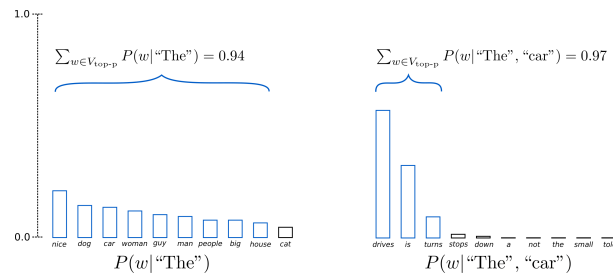 1.0
∑w∈Vtop-p P(w|“The”) = 0.94
∑w∈Vtop-p P(w|“The”, “car”) = 0.97
0.0
nice dog car woman guy man people big house cat
drives is turns stops down a not the small told
P(w|“The”)
P(w|“The”, “car”)